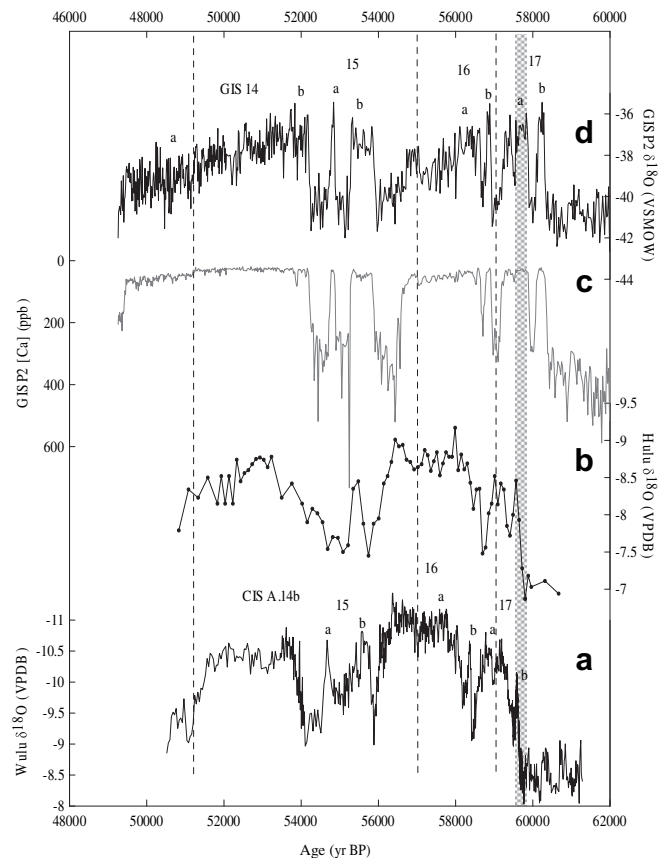 46000 50000 52000 54000 56000 58000 60000
15 17
b a 16 b
GIS 14 b a b
a a
d
-36
-38
-40
-42
-44
GISP2 δ18O (VSMOW)
0
200
400
600
GISP2 [Ca] (ppb)
c
-9.5
-9
-8.5
-8
-7.5
-7
Hulu δ18O (VPDB)
b
16
CIS A.14b 15 a 17
b a
a b b
-11
-10.5
-10
-9.5
-9
-8.5
-8
Wulu δ18O (VPDB)
a
48000 50000 52000 54000 56000 58000 60000 62000
Age (yr BP)